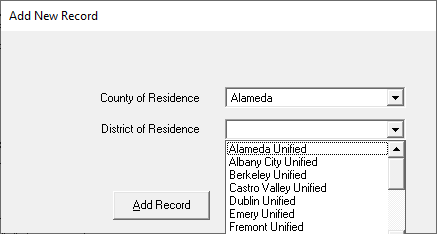 Add New Record
County of Residence
Alameda
District of Residence
Alameda Unified
Albany City Unified
Berkeley Unified
Castro Valley Unified
Dublin Unified
Emery Unified
Fremont Unified
Add Record